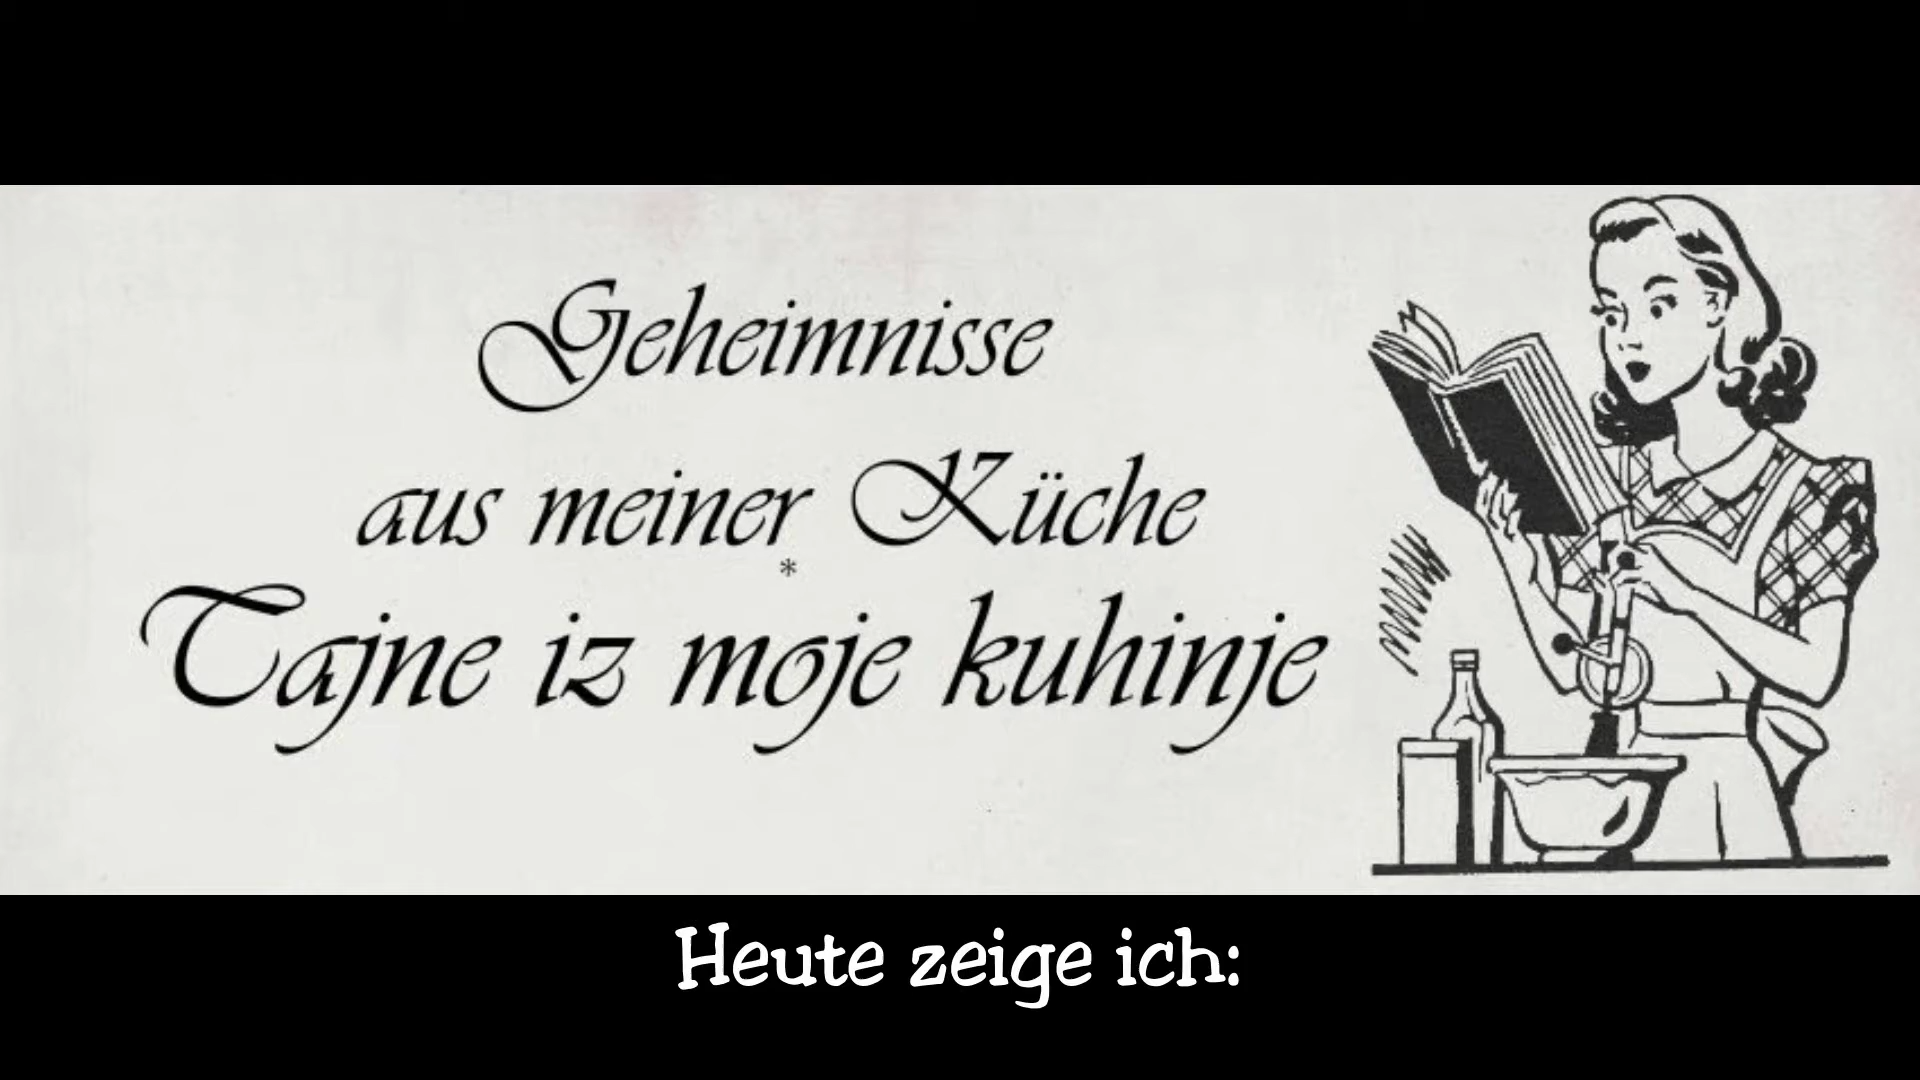 Geheimnisse
aus meiner Küche
*
Tajne iz moje kuhinje
Heute zeige ich: